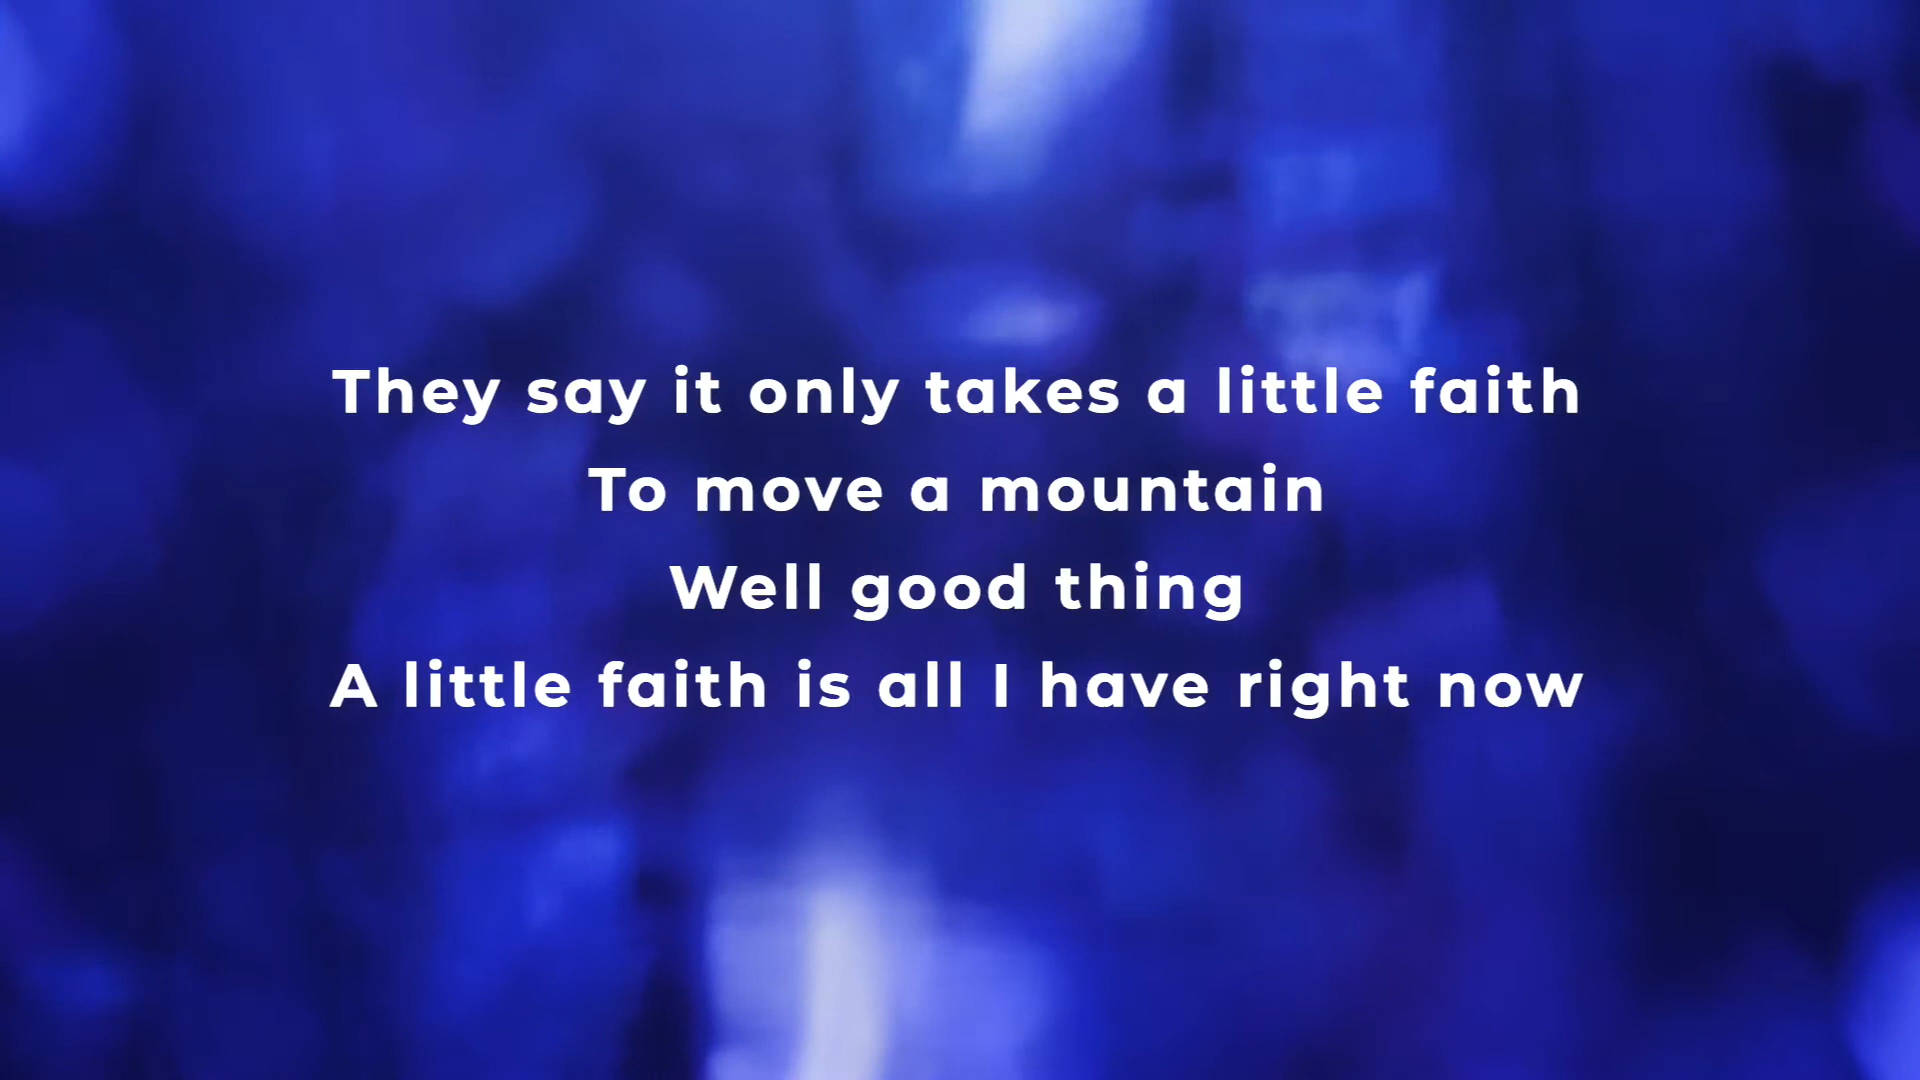 They say it only takes a little faith
To move a mountain
Well good thing
A little faith is all I have right now